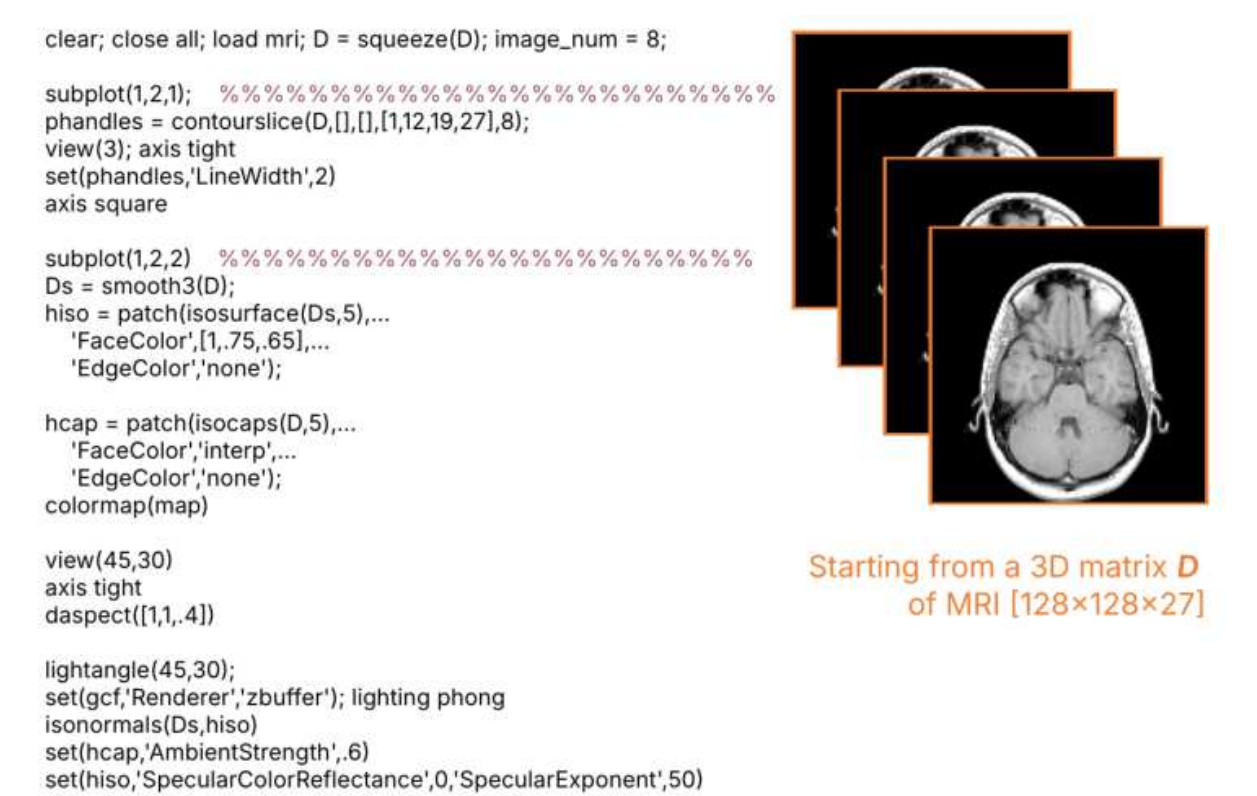 clear; close all; load mri; D = squeeze(D); image_num = 8;
subplot(1,2,1); %%%%%%%%%%%%%%%%%%%%%%%%%
phandles = contourslice(D,[],[],[1,12,19,27],8);
view(3); axis tight
set(phandles,'LineWidth',2)
axis square
subplot(1,2,2) %%%%%%%%%%%%%%%%%%%%%%%%
Ds = smooth3(D);
hiso = patch(isosurface(Ds,5),...
'FaceColor',[1,.75,.65],...
'EdgeColor','none');
hcap = patch(isocaps(D,5),...
'FaceColor','interp',...
'EdgeColor','none');
colormap(map)
view(45,30)
axis tight
daspect([1,1,.4])
lightangle(45,30);
set(gcf,'Renderer','zbuffer'); lighting phong
isonormals(Ds,hiso)
set(hcap,'AmbientStrength',.6)
set(hiso,'SpecularColorReflectance',0,'SpecularExponent',50)
Starting from a 3D matrix D
of MRI [128×128×27]